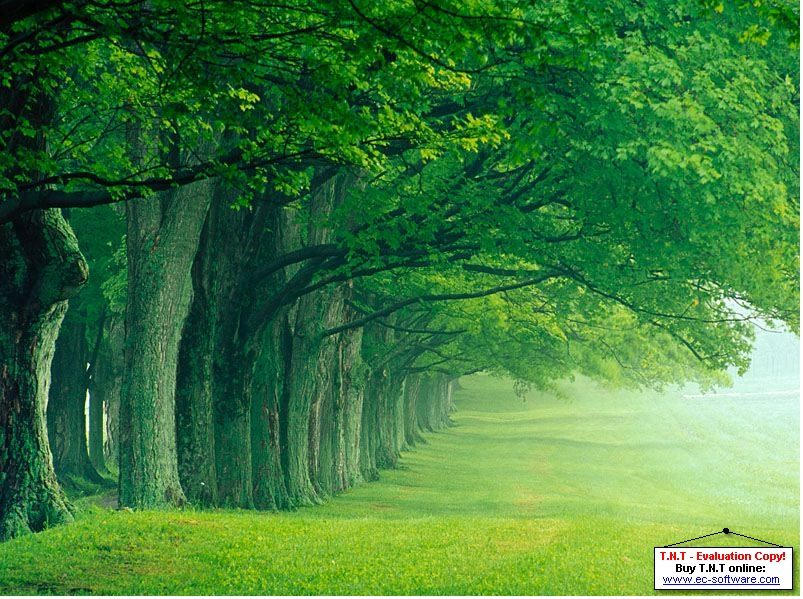 T.N.T - Evaluation Copy!
Buy T.N.T online:
www.ec-software.com